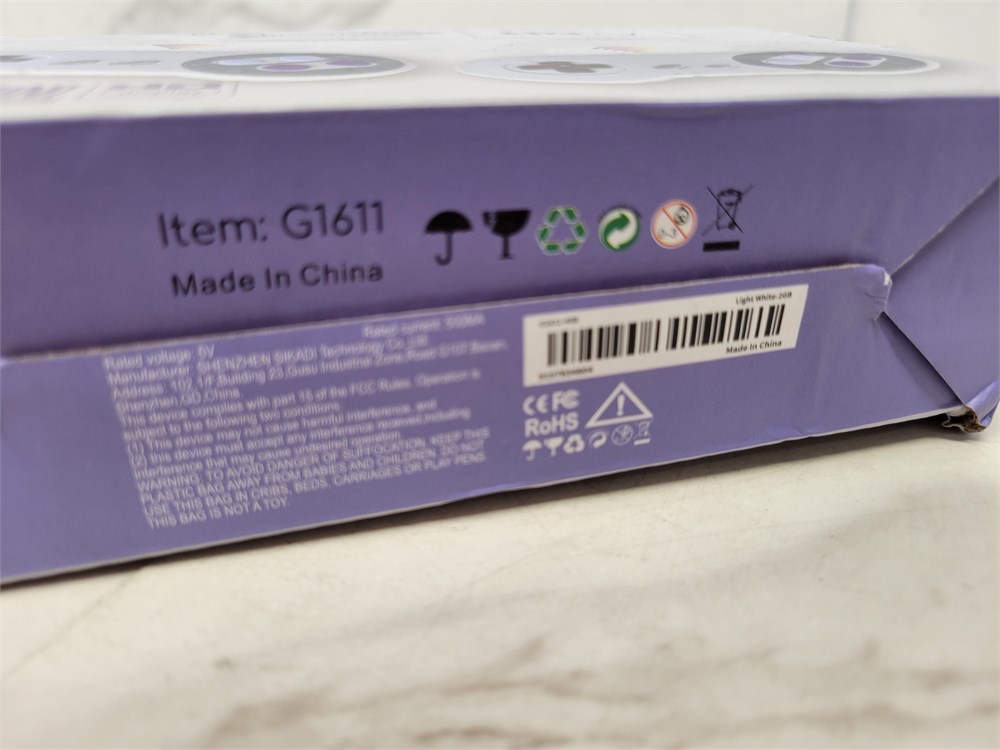 Item: G1611
Made In China
Rated voltage: 5V
Rated current: 500MA
Manufacturer: SHENZHEN SIKADI Technology Co.,Ltd
Address: 102,1/F,Building 23,Gusu Industrial Zone,Road G107,Baoan,
Shenzhen,GD,China.
This device complies with part 15 of the FCC Rules. Operation is
subject to the following two conditions:
(1) This device may not cause harmful interference, and
(2) this device must accept any interference received,including
interference that may cause undesired operation.
WARNING: TO AVOID DANGER OF SUFFOCATION, KEEP THIS
PLASTIC BAG AWAY FROM BABIES AND CHILDREN, DO NOT
USE THIS BAG IN CRIBS, BEDS, CARRIAGES OR PLAY PENS.
THIS BAG IS NOT A TOY.
Light White-2GB
Made In China
CE FC
RoHS